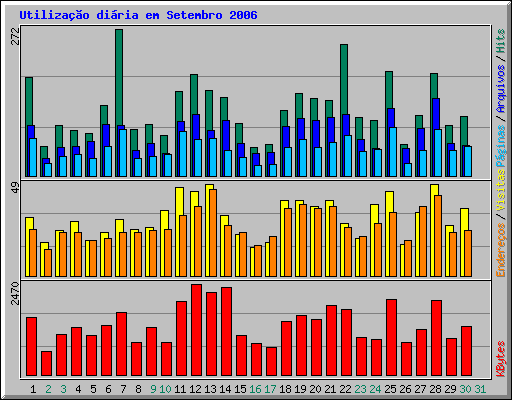 Utilização diária em Setembro 2006
272
49
2470
Endereços / Visitas Páginas / Arquivos / Hits
KBytes
1 2 3 4 5 6 7 8 9 10 11 12 13 14 15 16 17 18 19 20 21 22 23 24 25 26 27 28 29 30 31